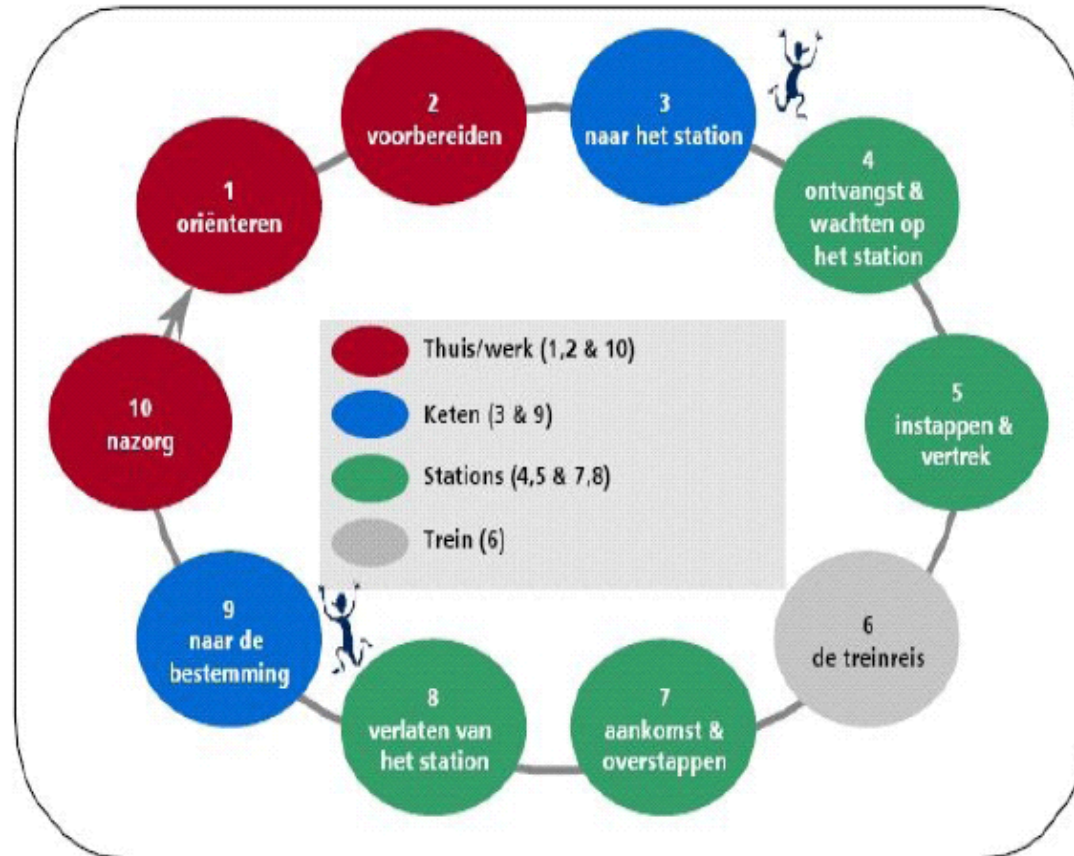 1
oriënteren
2
voorbereiden
3
naar het station
4
ontvangst &
wachten op
het station
5
instappen &
vertrek
6
de treinreis
7
aankomst &
overstappen
8
verlaten van
het station
9
naar de
bestemming
10
nazorg
Thuis/werk (1,2 & 10)
Keten (3 & 9)
Stations (4,5 & 7,8)
Trein (6)